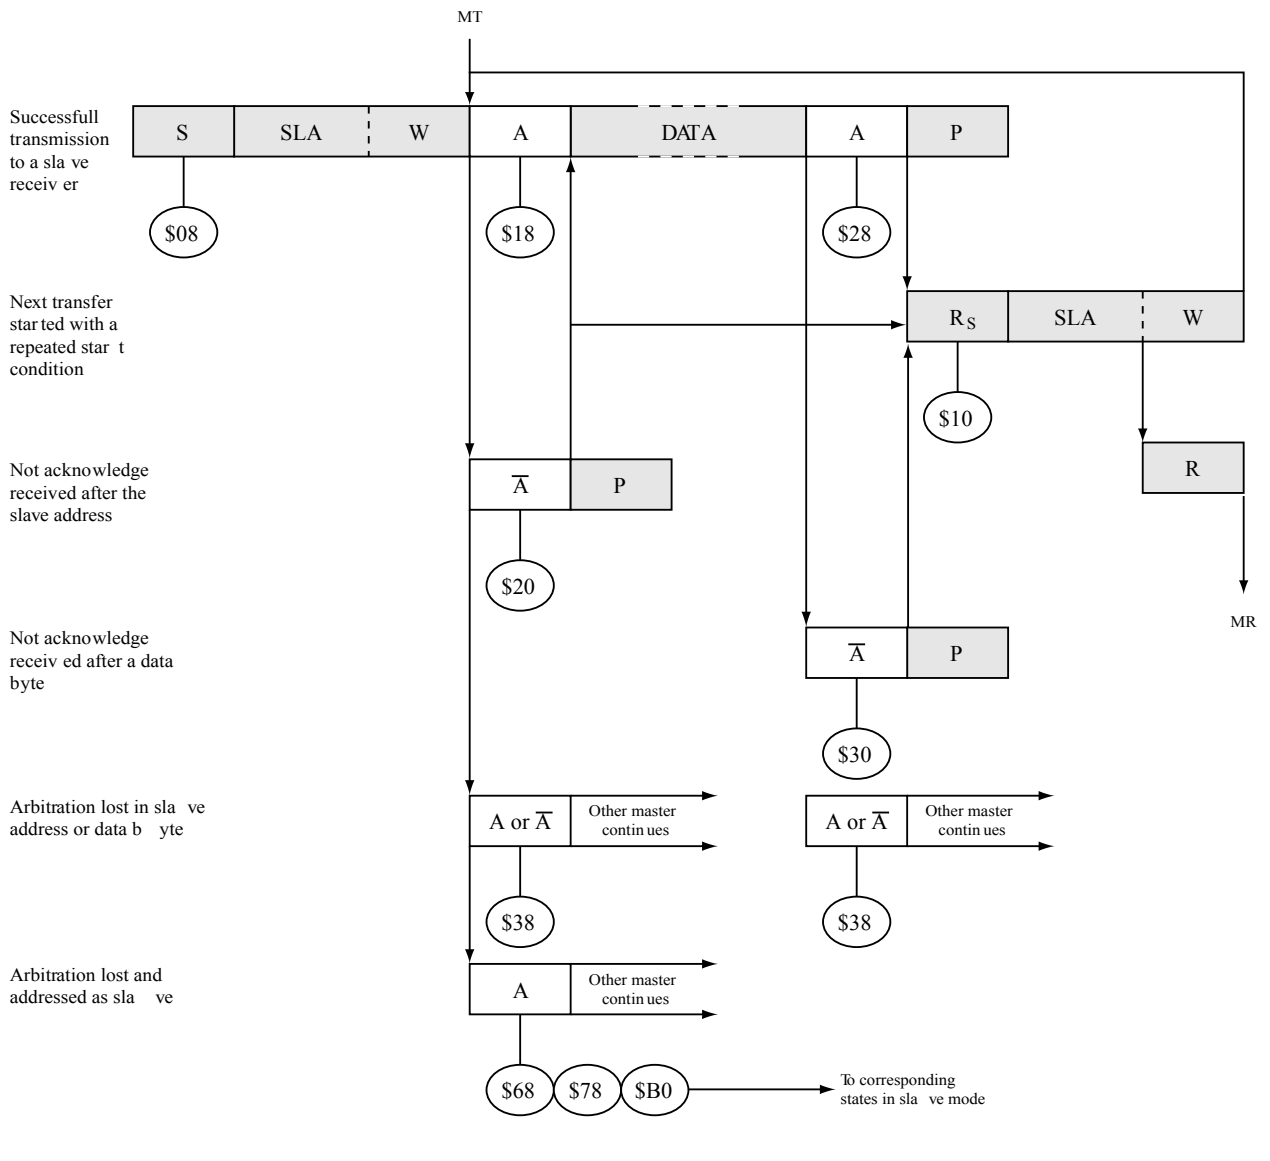 MT
Successfull
transmission
to a sla ve
receiv er
S SLA W A DATA A P
$08 $18 $28
Next transfer
star ted with a
repeated star t
condition
RS SLA W
$10
Not acknowledge
received after the
slave address
A̅ P
R
$20
MR
Not acknowledge
receiv ed after a data
byte
A̅ P
$30
Arbitration lost in sla ve
address or data b yte
A or A̅ Other master
contin ues
A or A̅ Other master
contin ues
$38 $38
Arbitration lost and
addressed as sla ve
A Other master
contin ues
$68 $78 $B0
To corresponding
states in sla ve mode